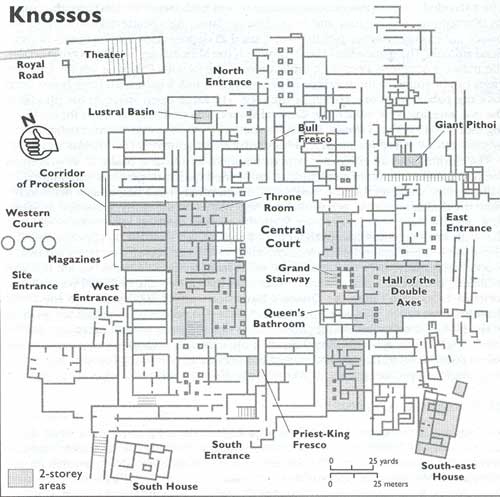 Knossos
Theater
Royal
Road
North
Entrance
Lustral Basin
Bull
Fresco
Giant Pithoi
N
Corridor
of Procession
Throne
Room
Western
Court
Central
Court
East
Entrance
Magazines
Grand
Stairway
Hall of the
Double
Axes
Site
Entrance
West
Entrance
Queen's
Bathroom
South
Entrance
Priest-King
Fresco
0 25 yards
0 25 meters
South-east
House
2-storey
areas
South House